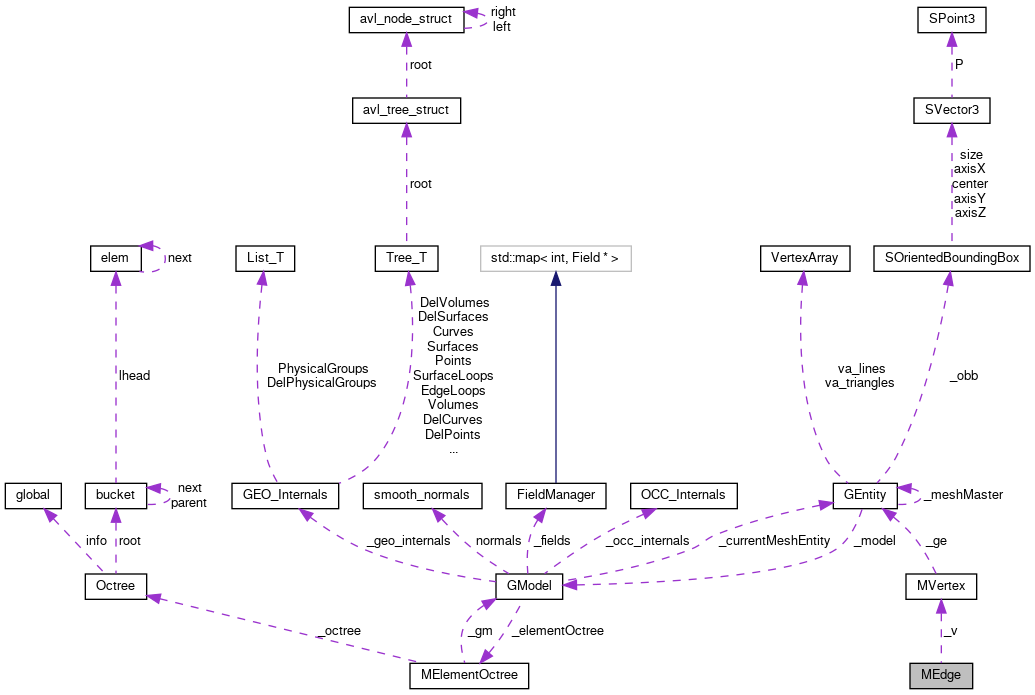 avl_node_struct
right
left
SPoint3
root
P
avl_tree_struct
SVector3
root
size
axisX
center
axisY
axisZ
elem
next
List_T
Tree_T
std::map< int, Field * >
VertexArray
SOrientedBoundingBox
lhead
PhysicalGroups
DelPhysicalGroups
DelVolumes
DelSurfaces
Curves
Surfaces
Points
SurfaceLoops
EdgeLoops
Volumes
DelCurves
DelPoints
...
va_lines
va_triangles
_obb
global
bucket
next
parent
GEO_Internals
smooth_normals
FieldManager
OCC_Internals
GEntity
_meshMaster
info
root
_geo_internals
normals
_fields
_occ_internals
_currentMeshEntity
_model
_ge
Octree
GModel
MVertex
_octree
_gm
_elementOctree
_v
MElementOctree
MEdge